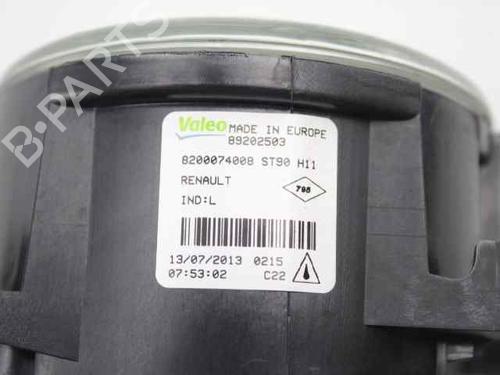 B-PARTS
Valeo MADE IN EUROPE
89202503
8200074008 ST90 H11
RENAULT
795
IND:L
13/07/2013 0215
07:53:02 C22